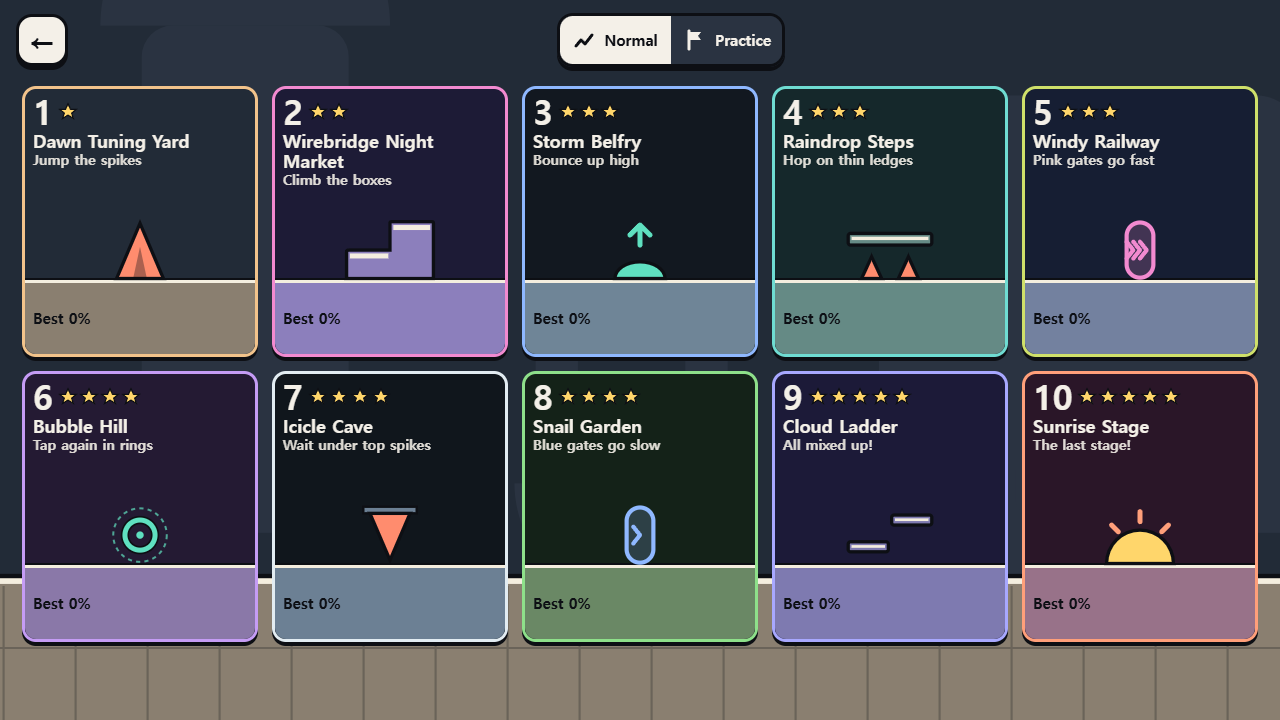 Normal
Practice
1
Dawn Tuning Yard
Jump the spikes
Best 0%
2
Wirebridge Night
Market
Climb the boxes
Best 0%
3
Storm Belfry
Bounce up high
Best 0%
4
Raindrop Steps
Hop on thin ledges
Best 0%
5
Windy Railway
Pink gates go fast
Best 0%
6
Bubble Hill
Tap again in rings
Best 0%
7
Icicle Cave
Wait under top spikes
Best 0%
8
Snail Garden
Blue gates go slow
Best 0%
9
Cloud Ladder
All mixed up!
Best 0%
10
Sunrise Stage
The last stage!
Best 0%